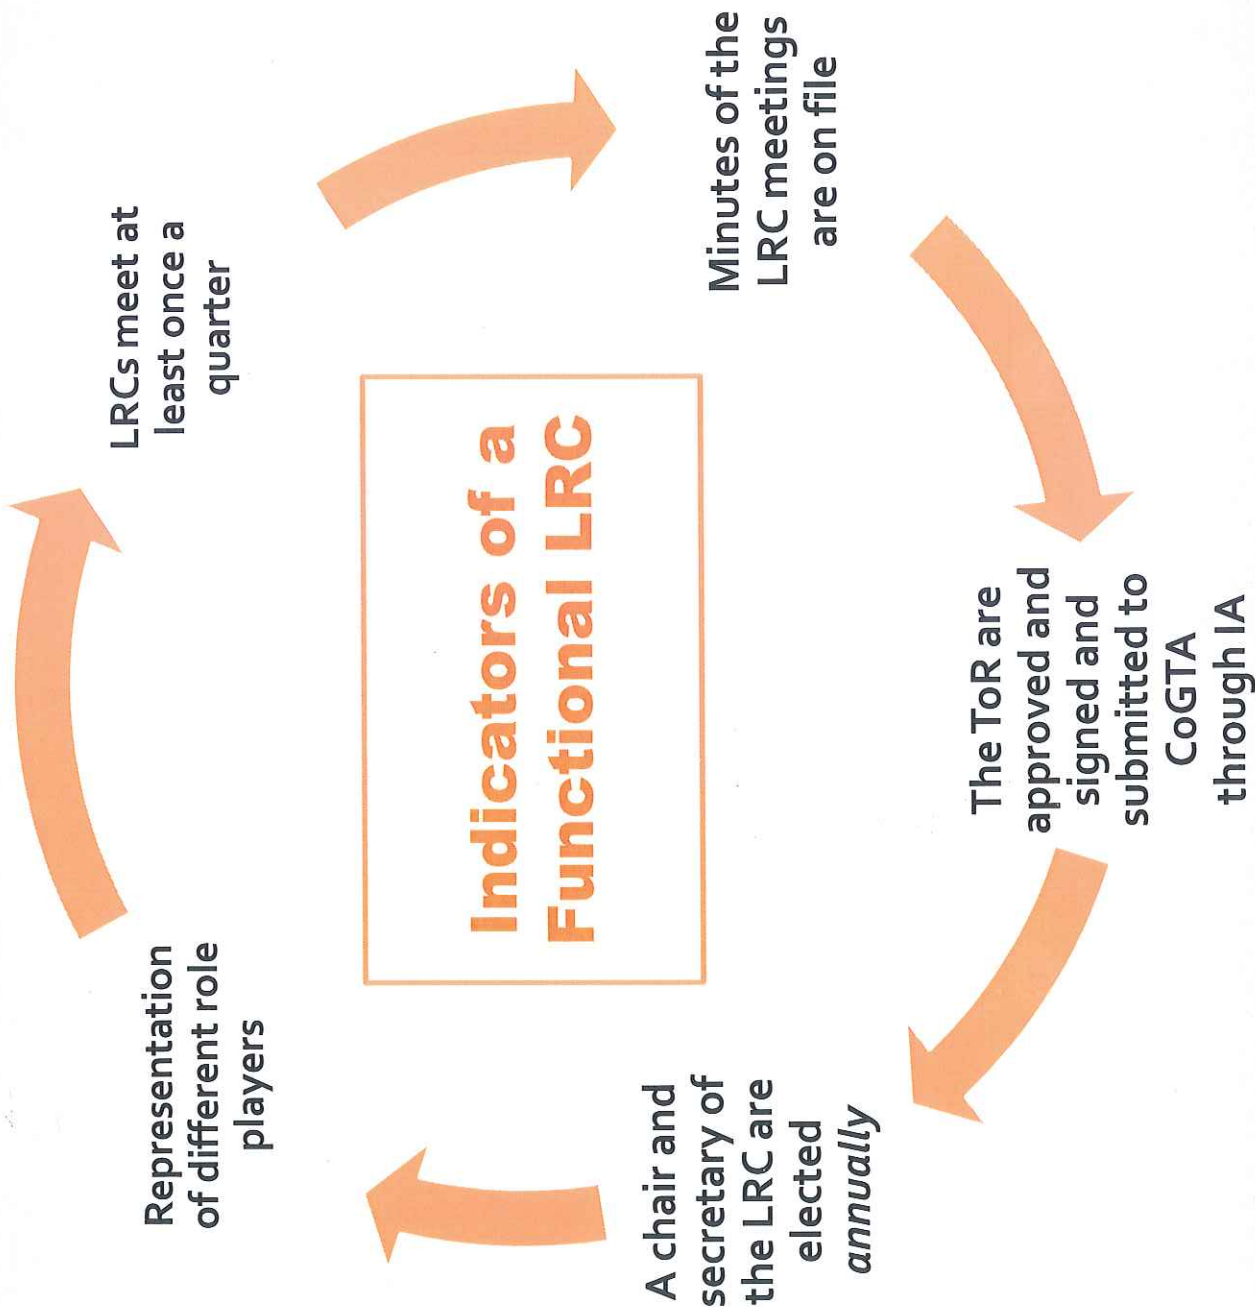 Indicators of a
Functional LRC
Representation
of different role
players
LRCs meet at
least once a
quarter
Minutes of the
LRC meetings
are on file
The ToR are
approved and
signed and
submitted to
CoGTA
through IA
A chair and
secretary of
the LRC are
elected
annually